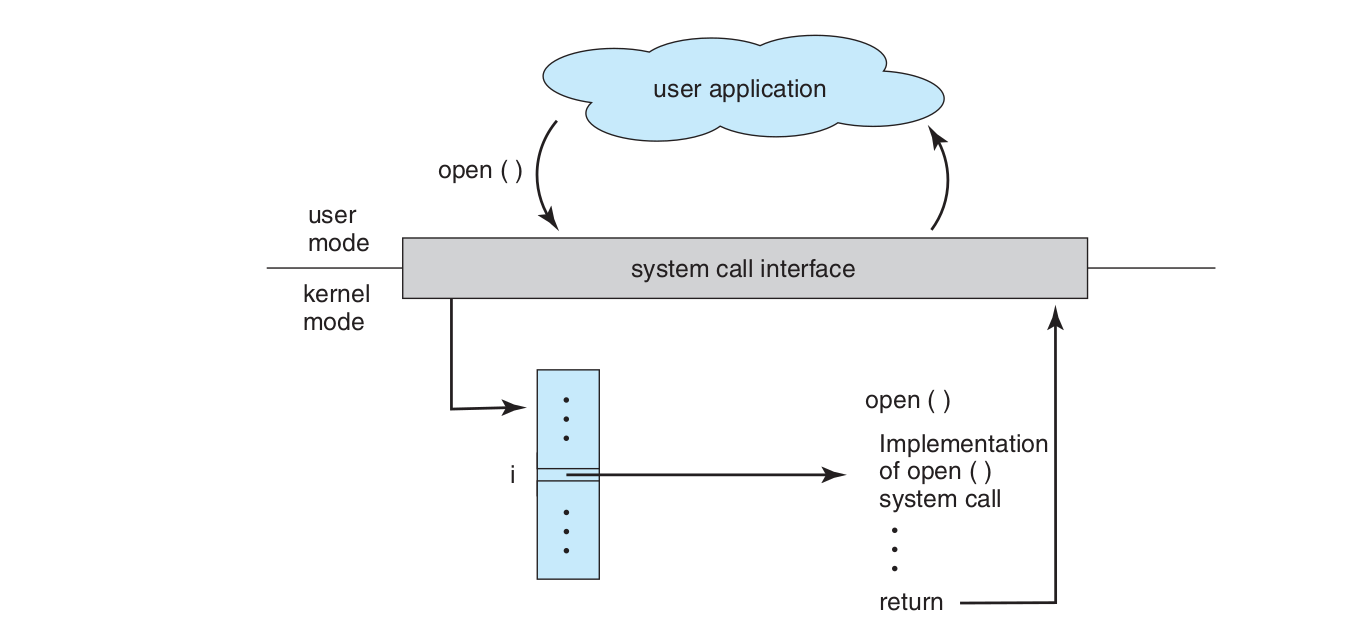 user application
open ( )
user
mode
system call interface
kernel
mode
open ( )
Implementation
of open ( )
system call
i
return